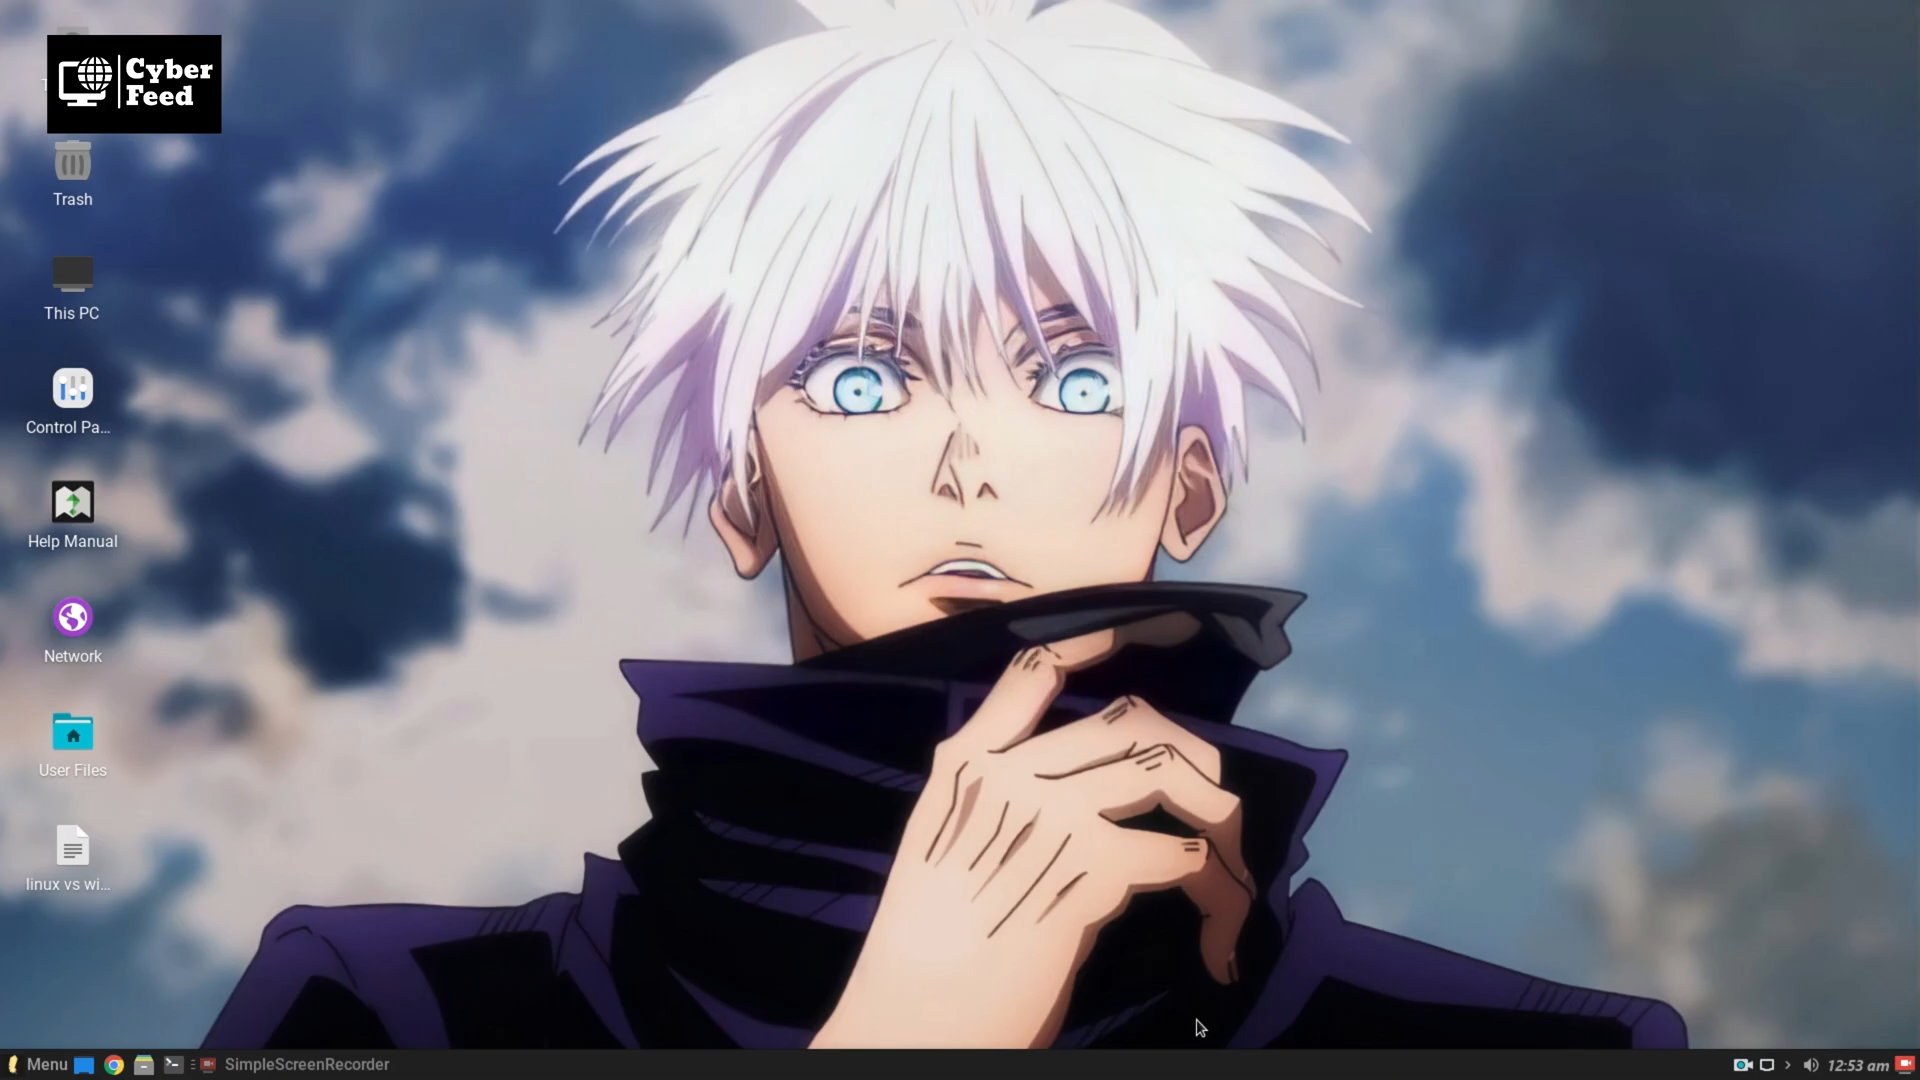 Cyber
Feed
Trash
This PC
Control Pa...
Help Manual
Network
User Files
linux vs wi...
Menu
SimpleScreenRecorder
12:53 am